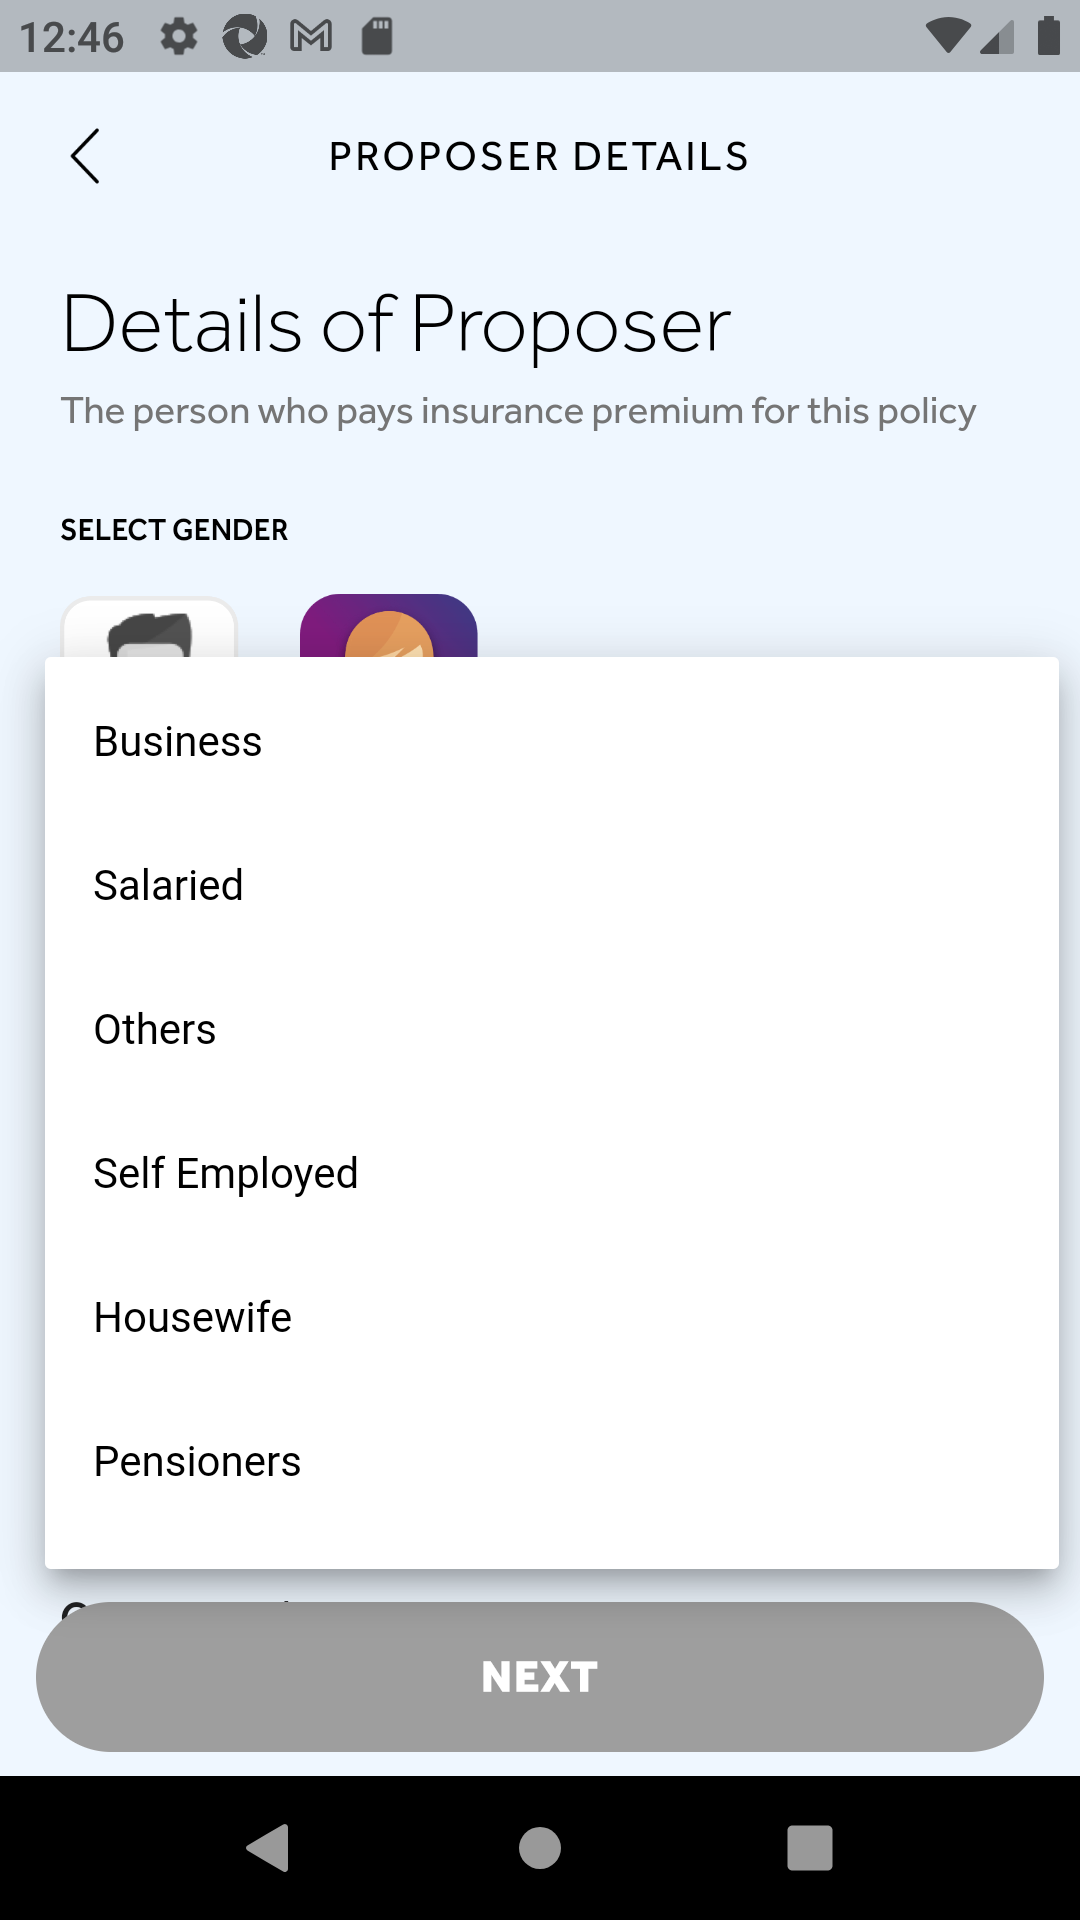 12:46
PROPOSER DETAILS
Details of Proposer
The person who pays insurance premium for this policy
SELECT GENDER
Business
Salaried
Others
Self Employed
Housewife
Pensioners
NEXT